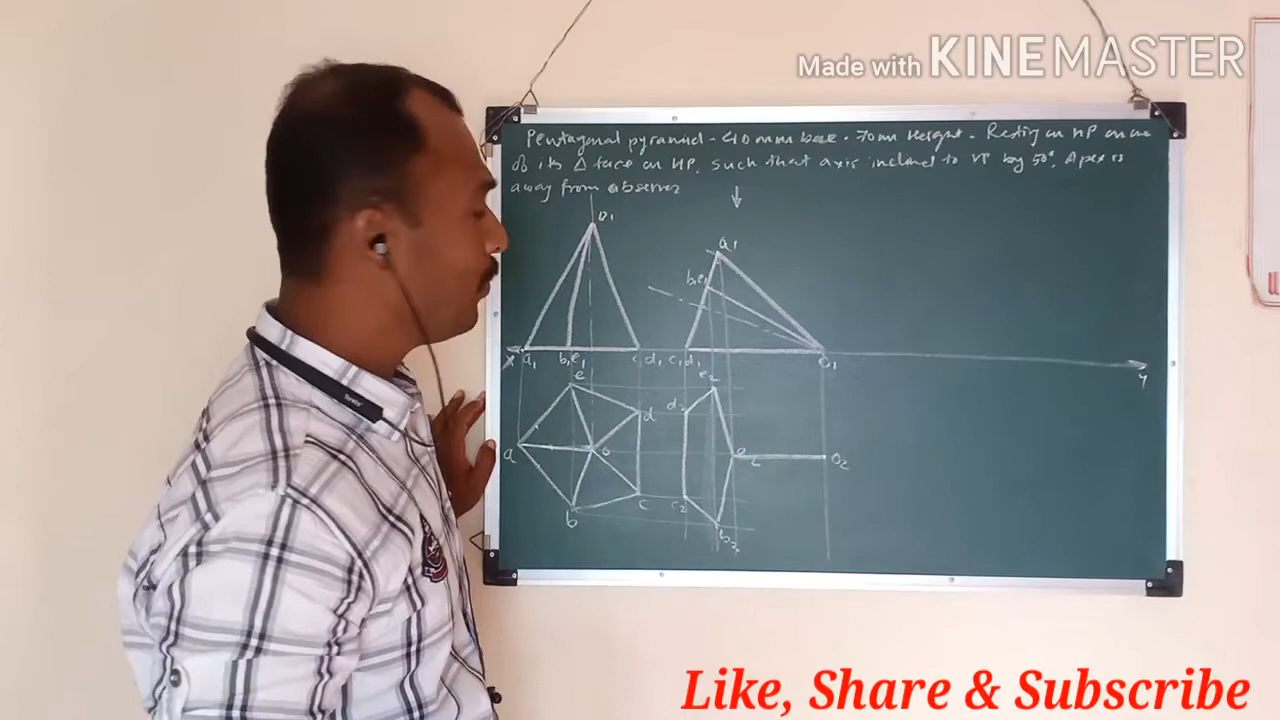 Made with KINEMASTER
Pentagonal pyramid - 40 mm base - 70 mm Height - Resting on HP on one
of its Δ face on HP, such that axis inclined to VP by 50°. Apex is
away from observer
o₁
a₁
b₁e₁
a₁ b₁e₁ c₁d₁ c₁d₁ o₁
X Y
e e₂
d d₂
a o o₂
c c₂
b b₂
Tarate
Like, Share & Subscribe